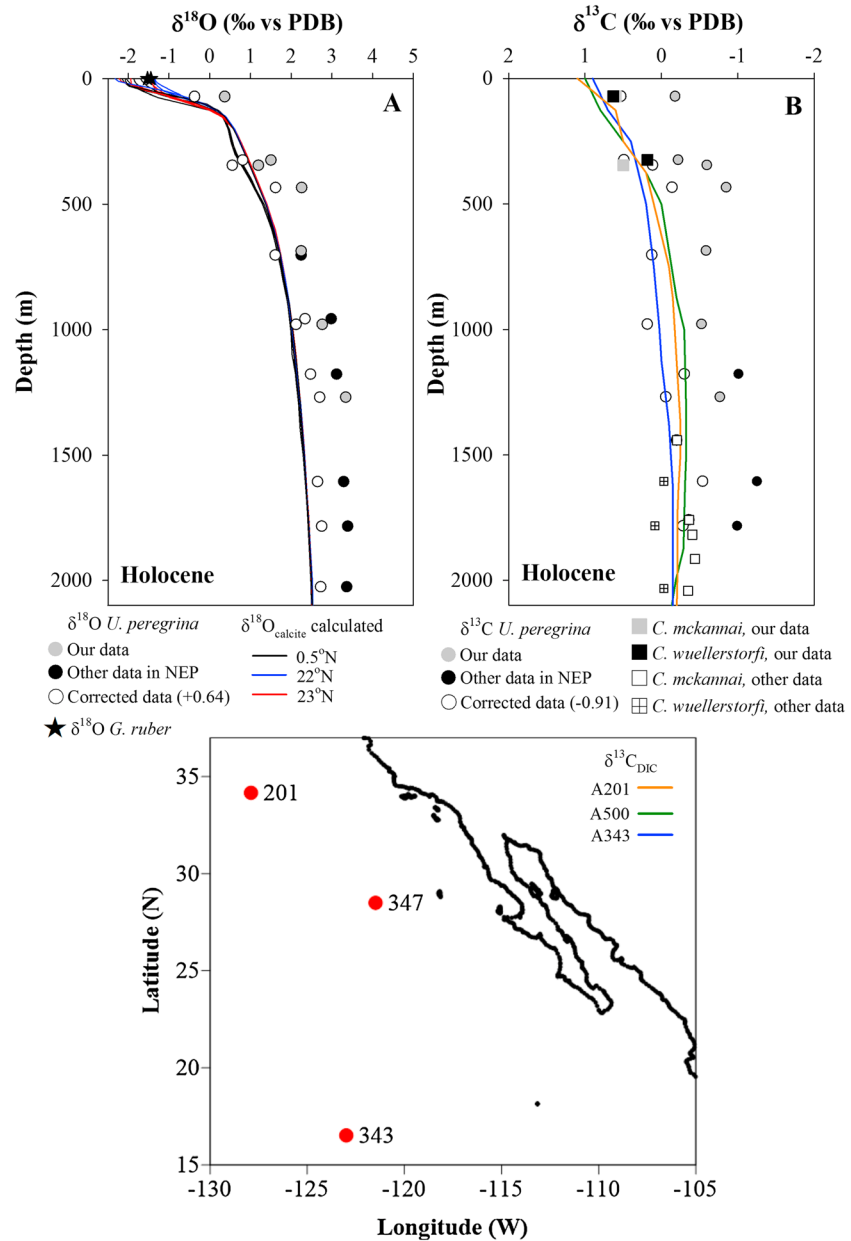 δ18O (‰ vs PDB)
-2 -1 0 1 2 3 4 5
0
500
1000
1500
2000
Depth (m)
A
Holocene
δ18O U. peregrina
Our data
Other data in NEP
Corrected data (+0.64)
δ18O G. ruber
δ18Ocalcite calculated
0.5oN
22oN
23oN
δ13C (‰ vs PDB)
2 1 0 -1 -2
0
500
1000
1500
2000
Depth (m)
B
Holocene
δ13C U. peregrina
Our data
Other data in NEP
Corrected data (-0.91)
C. mckannai, our data
C. wuellerstorfi, our data
C. mckannai, other data
C. wuellerstorfi, other data
35
30
25
20
15
Latitude (N)
201
347
343
δ13CDIC
A201
A500
A343
-130 -125 -120 -115 -110 -105
Longitude (W)